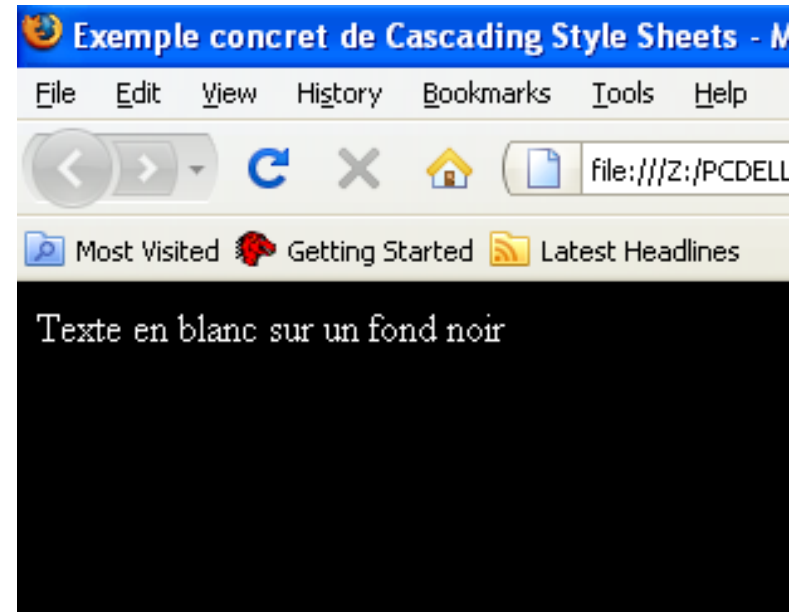 Exemple concret de Cascading Style Sheets - M
File Edit View History Bookmarks Tools Help
file:///Z:/PCDELL
Most Visited Getting Started Latest Headlines
Texte en blanc sur un fond noir